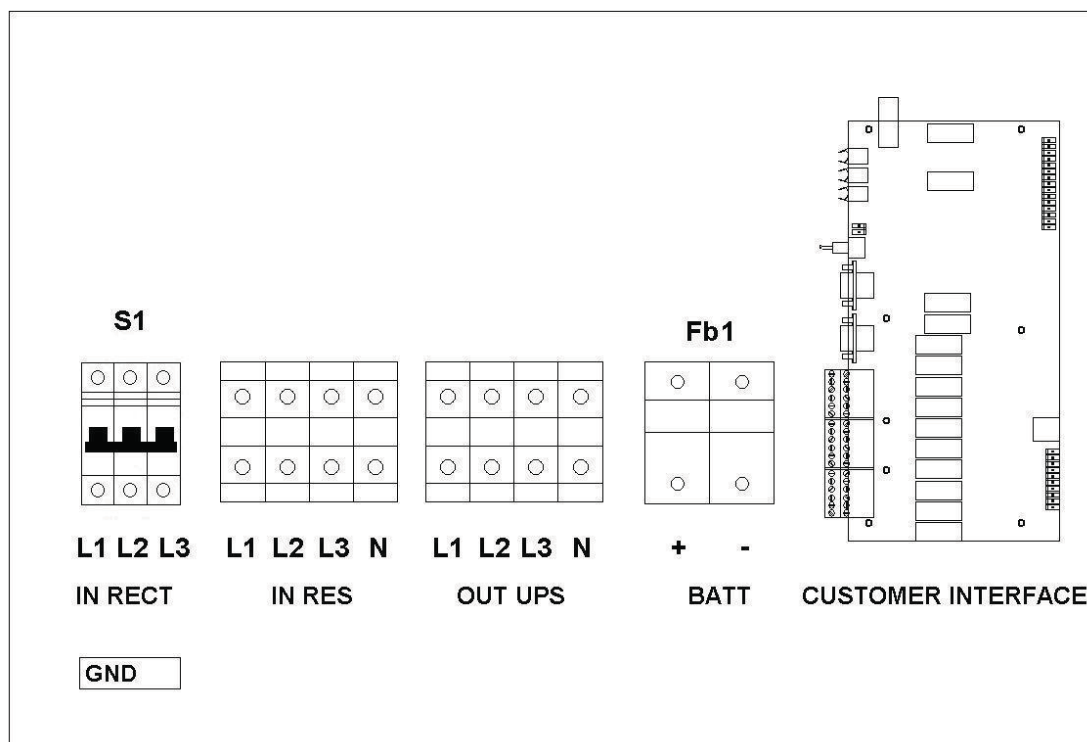 S1
Fb1
L1 L2 L3
L1 L2 L3 N
L1 L2 L3 N
+ -
IN RECT
IN RES
OUT UPS
BATT
CUSTOMER INTERFACE
GND